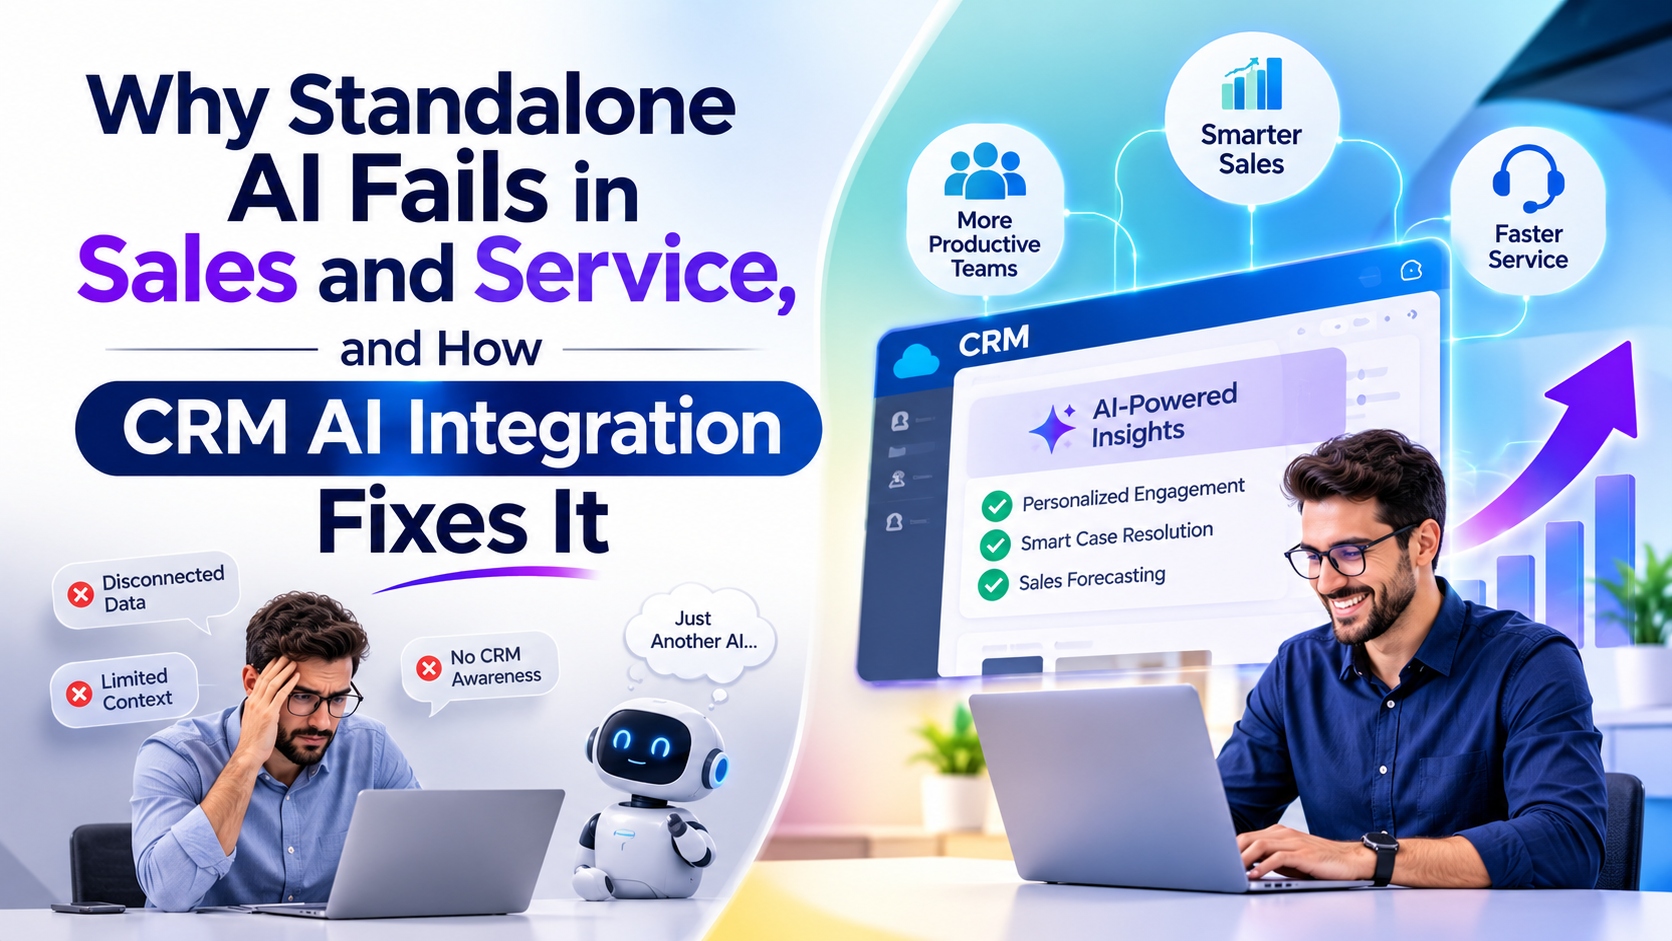 Why Standalone
AI Fails in
Sales and Service,
and How
CRM AI Integration
Fixes It
Disconnected
Data
Limited
Context
No CRM
Awareness
Just
Another AI...
More
Productive
Teams
Smarter
Sales
Faster
Service
CRM
AI-Powered
Insights
Personalized Engagement
Smart Case Resolution
Sales Forecasting